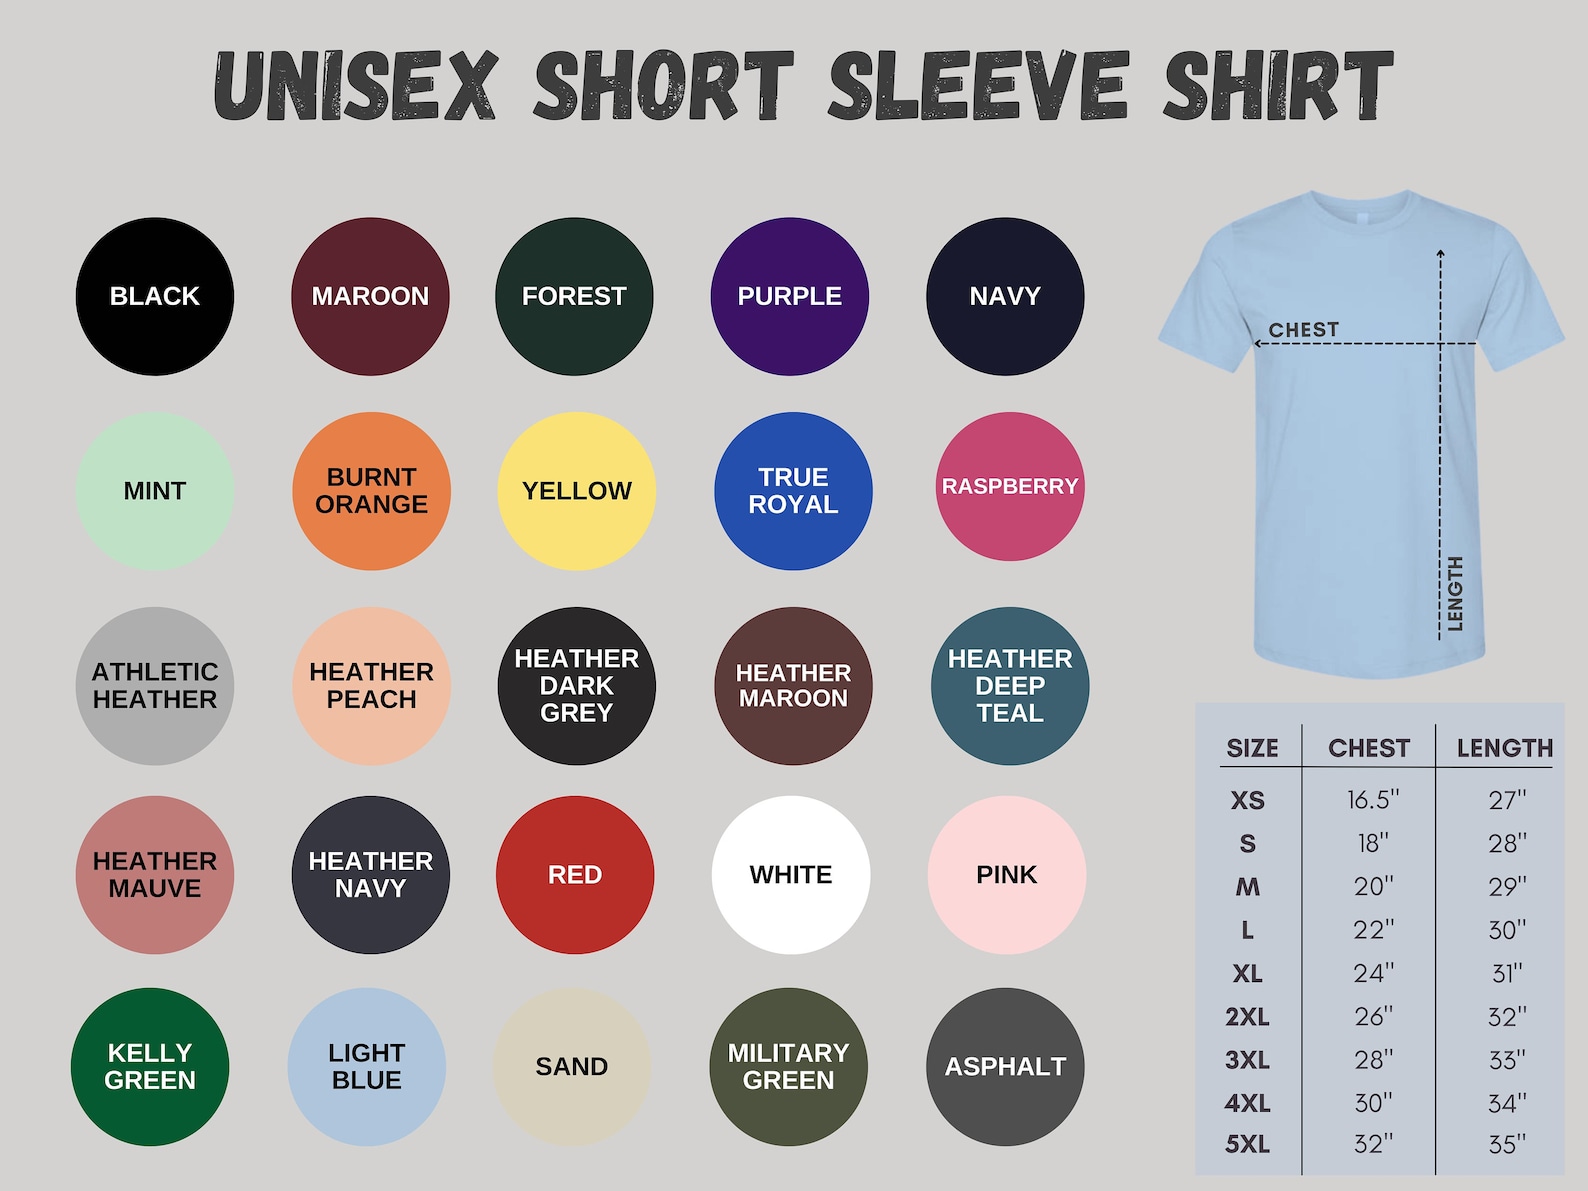 UNISEX SHORT SLEEVE SHIRT
BLACK
MAROON
FOREST
PURPLE
NAVY
MINT
BURNT
ORANGE
YELLOW
TRUE
ROYAL
RASPBERRY
ATHLETIC
HEATHER
HEATHER
PEACH
HEATHER
DARK
GREY
HEATHER
MAROON
HEATHER
DEEP
TEAL
HEATHER
MAUVE
HEATHER
NAVY
RED
WHITE
PINK
KELLY
GREEN
LIGHT
BLUE
SAND
MILITARY
GREEN
ASPHALT
CHEST
LENGTH
SIZE CHEST LENGTH
XS 16.5" 27"
S 18" 28"
M 20" 29"
L 22" 30"
XL 24" 31"
2XL 26" 32"
3XL 28" 33"
4XL 30" 34"
5XL 32" 35"